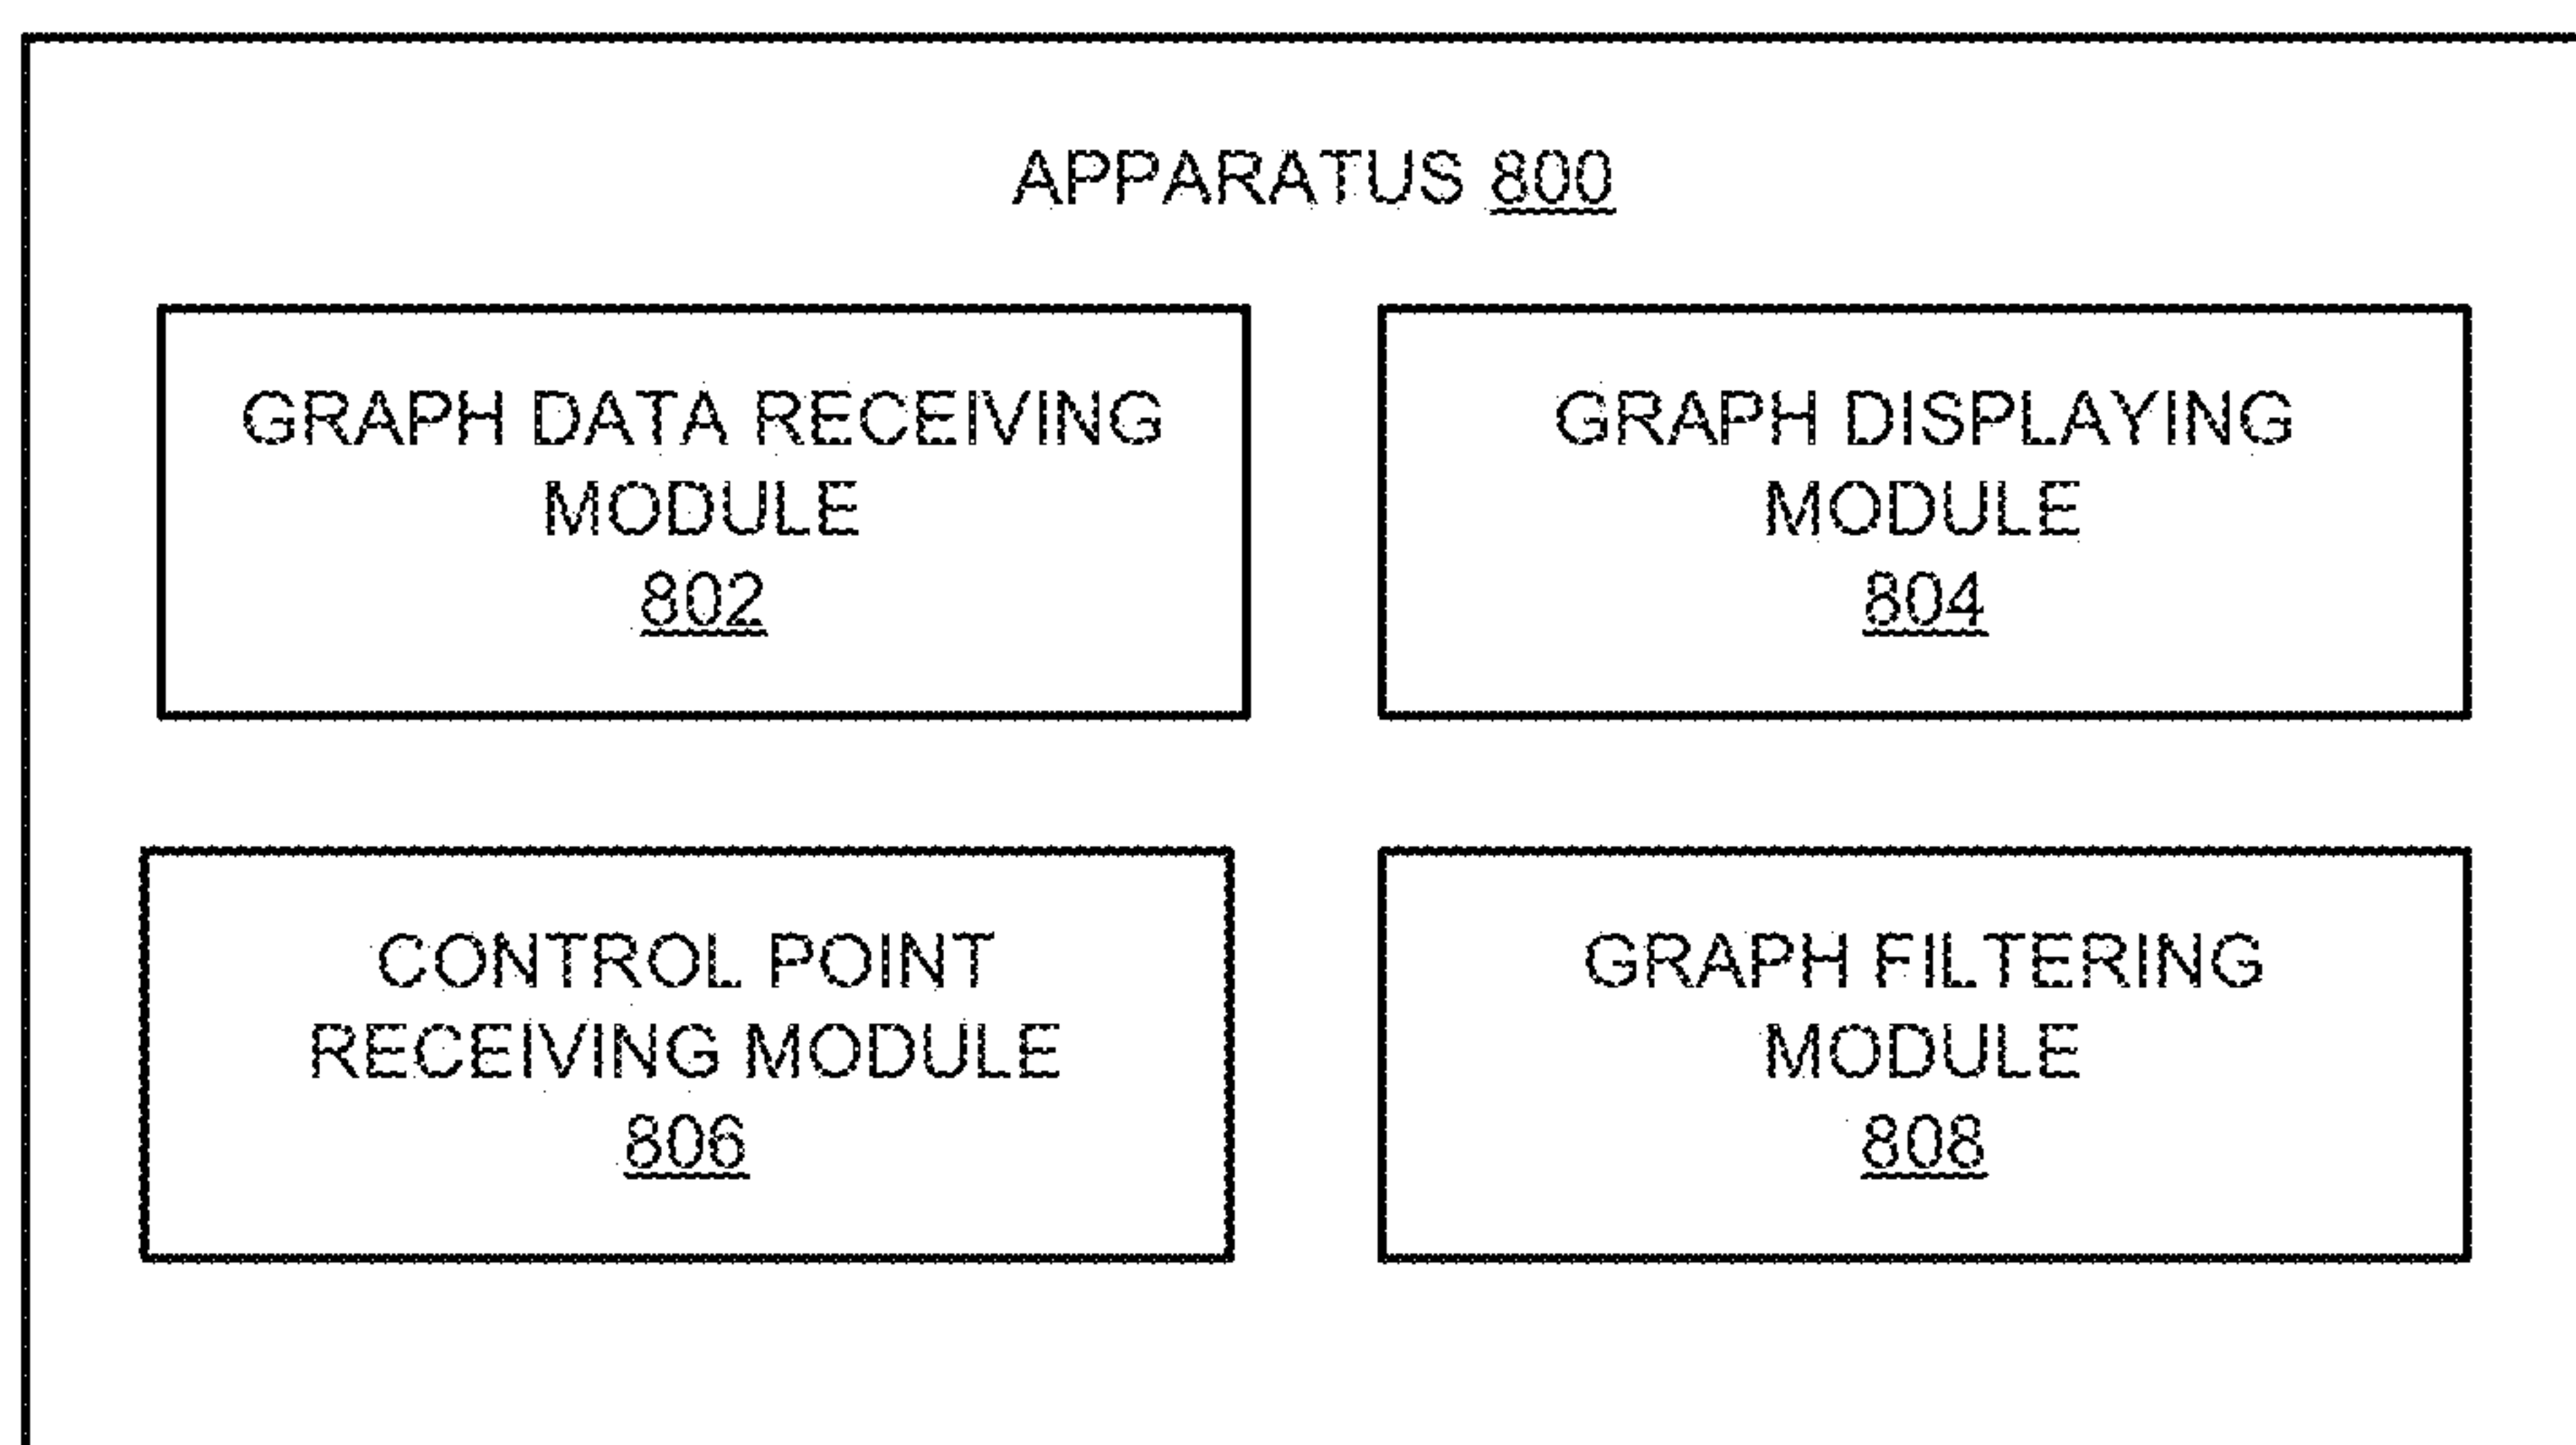 APPARATUS 800
GRAPH DATA RECEIVING
MODULE
802
GRAPH DISPLAYING
MODULE
804
CONTROL POINT
RECEIVING MODULE
806
GRAPH FILTERING
MODULE
808